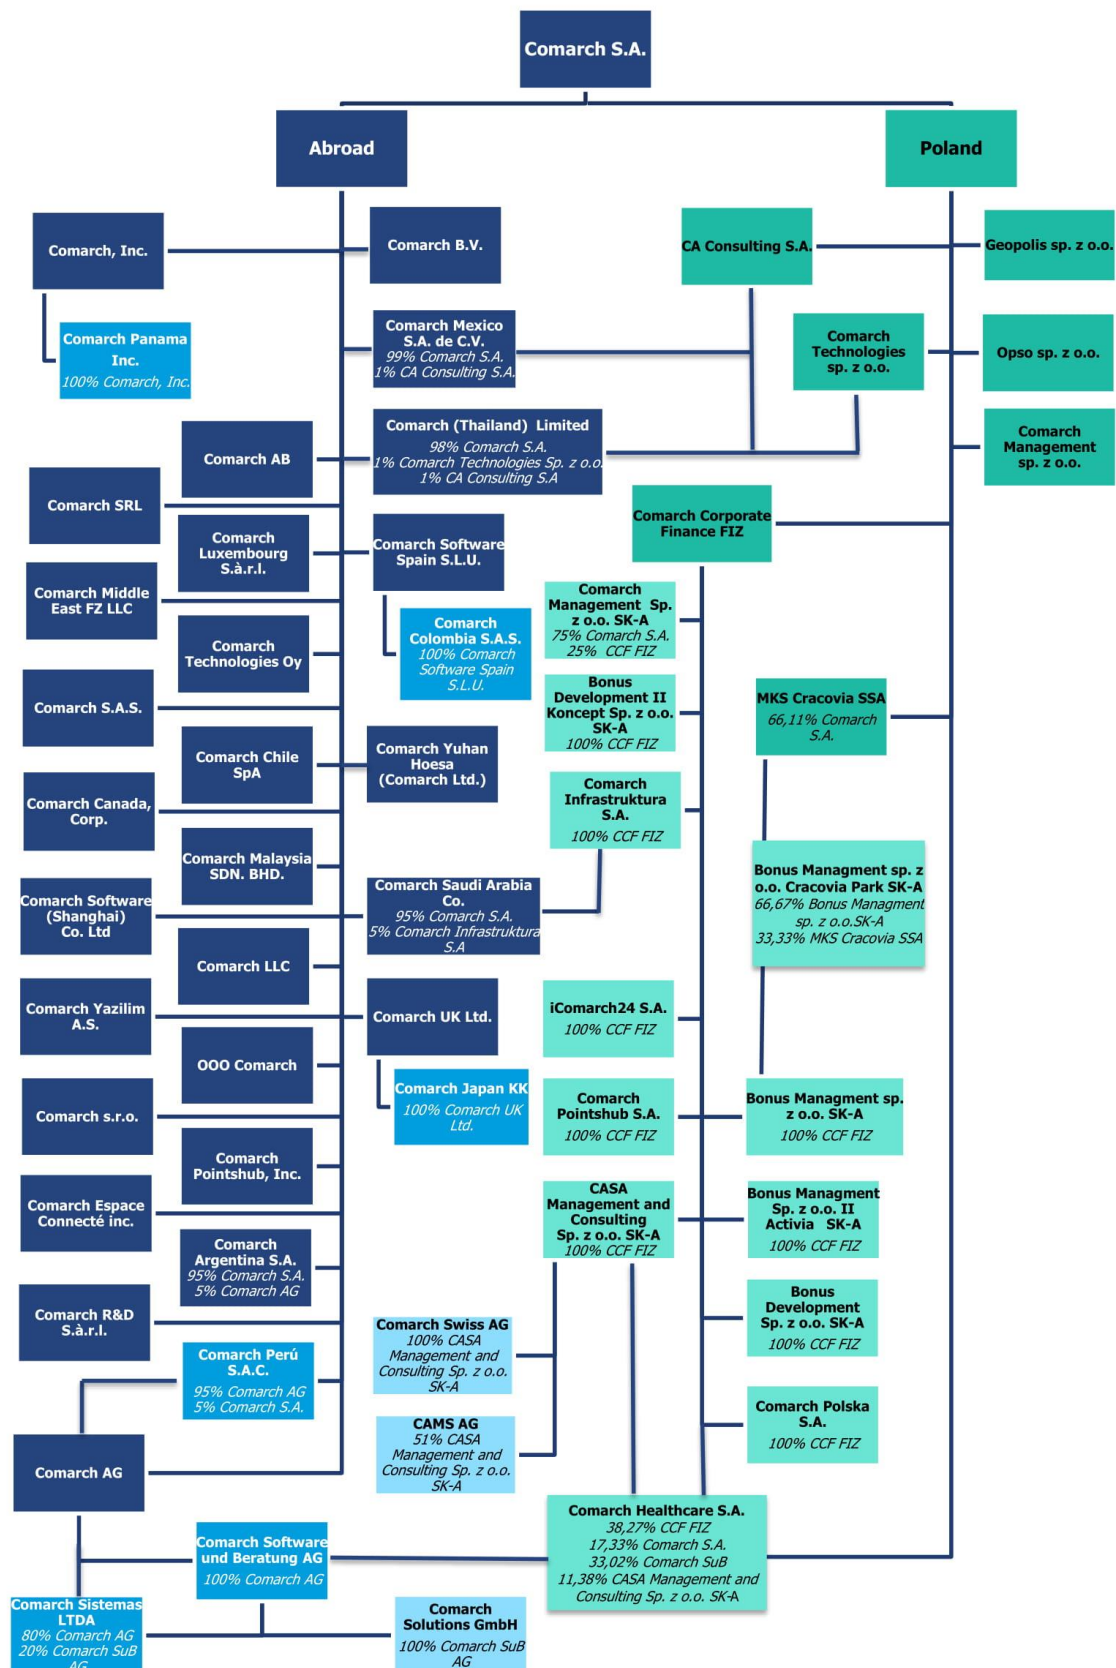 Comarch S.A.
Abroad
Poland
Comarch, Inc.
Comarch B.V.
CA Consulting S.A.
Geopolis sp. z o.o.
Comarch Panama
Inc.
100% Comarch, Inc.
Comarch Mexico
S.A. de C.V.
99% Comarch S.A.
1% CA Consulting S.A.
Comarch
Technologies
sp. z o.o.
Opso sp. z o.o.
Comarch AB
Comarch (Thailand) Limited
98% Comarch S.A.
1% Comarch Technologies Sp. z o.o.
1% CA Consulting S.A
Comarch
Management
sp. z o.o.
Comarch SRL
Comarch
Luxembourg
S.à.r.l.
Comarch Software
Spain S.L.U.
Comarch Corporate
Finance FIZ
Comarch Middle
East FZ LLC
Comarch
Technologies Oy
Comarch
Colombia S.A.S.
100% Comarch
Software Spain
S.L.U.
Comarch
Management Sp.
z o.o. SK-A
75% Comarch S.A.
25% CCF FIZ
Comarch S.A.S.
Bonus
Development II
Koncept Sp. z o.o.
SK-A
100% CCF FIZ
MKS Cracovia SSA
66,11% Comarch
S.A.
Comarch Chile
SpA
Comarch Yuhan
Hoesa
(Comarch Ltd.)
Comarch Canada,
Corp.
Comarch
Infrastruktura
S.A.
100% CCF FIZ
Comarch Malaysia
SDN. BHD.
Comarch Software
(Shanghai)
Co. Ltd
Comarch Saudi Arabia
Co.
95% Comarch S.A.
5% Comarch Infrastruktura
S.A
Bonus Managment sp. z
o.o. Cracovia Park SK-A
66,67% Bonus Managment
sp. z o.o.SK-A
33,33% MKS Cracovia SSA
Comarch LLC
Comarch Yazilim
A.S.
Comarch UK Ltd.
iComarch24 S.A.
100% CCF FIZ
OOO Comarch
Comarch Japan KK
100% Comarch UK
Ltd.
Comarch s.r.o.
Comarch
Pointshub S.A.
100% CCF FIZ
Bonus Managment sp.
z o.o. SK-A
100% CCF FIZ
Comarch
Pointshub, Inc.
Comarch Espace
Connecté inc.
CASA
Management and
Consulting
Sp. z o.o. SK-A
100% CCF FIZ
Bonus Managment
Sp. z o.o. II
Activia SK-A
100% CCF FIZ
Comarch
Argentina S.A.
95% Comarch S.A.
5% Comarch AG
Comarch R&D
S.à.r.l.
Comarch Swiss AG
100% CASA
Management and
Consulting Sp. z o.o.
SK-A
Bonus
Development
Sp. z o.o. SK-A
100% CCF FIZ
Comarch Perú
S.A.C.
95% Comarch AG
5% Comarch S.A.
CAMS AG
51% CASA
Management and
Consulting Sp. z o.o.
SK-A
Comarch Polska
S.A.
100% CCF FIZ
Comarch AG
Comarch Healthcare S.A.
38,27% CCF FIZ
17,33% Comarch S.A.
33,02% Comarch SuB
11,38% CASA Management and
Consulting Sp. z o.o. SK-A
Comarch Software
und Beratung AG
100% Comarch AG
Comarch Sistemas
LTDA
80% Comarch AG
20% Comarch SuB
AG
Comarch
Solutions GmbH
100% Comarch SuB
AG